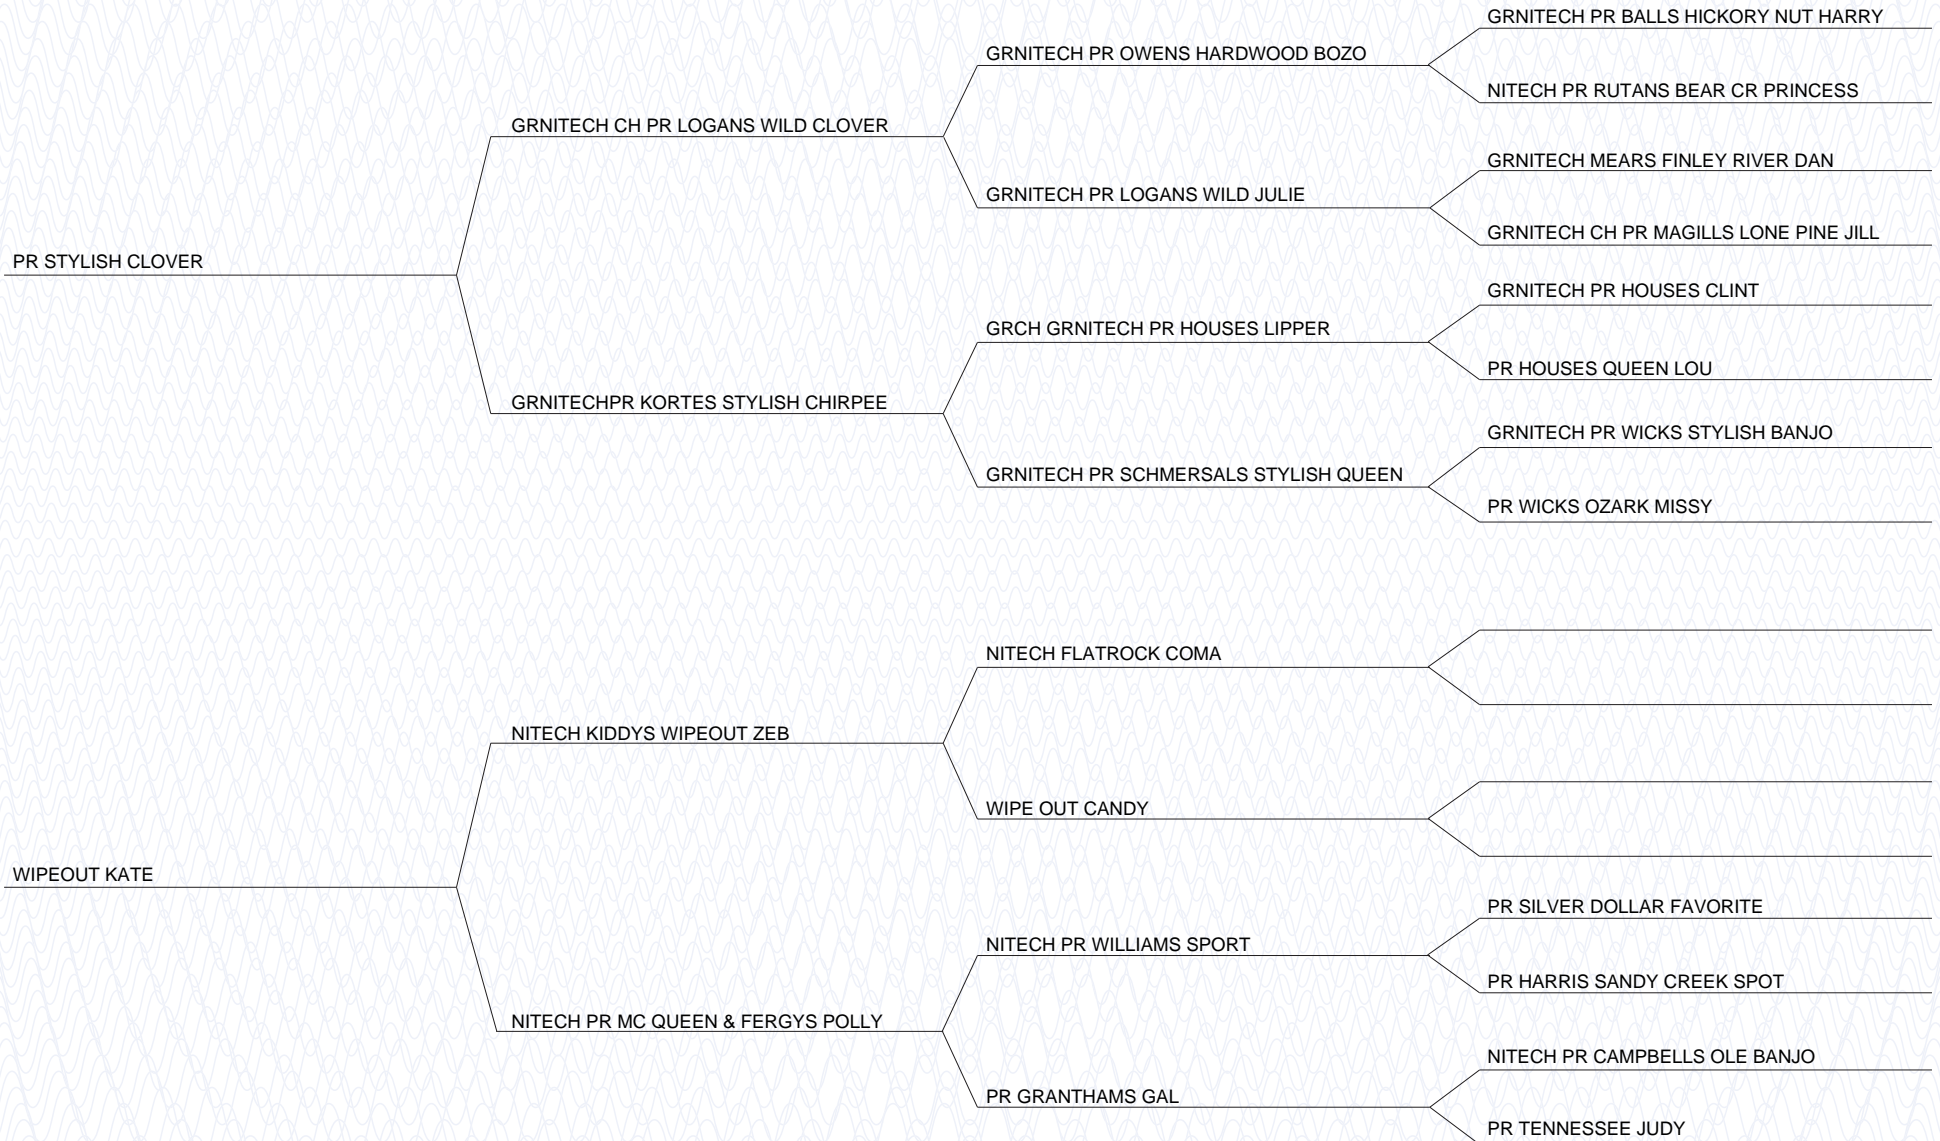 GRNITECH PR BALLS HICKORY NUT HARRY
GRNITECH PR OWENS HARDWOOD BOZO
NITECH PR RUTANS BEAR CR PRINCESS
GRNITECH CH PR LOGANS WILD CLOVER
GRNITECH MEARS FINLEY RIVER DAN
GRNITECH PR LOGANS WILD JULIE
GRNITECH CH PR MAGILLS LONE PINE JILL
PR STYLISH CLOVER
GRNITECH PR HOUSES CLINT
GRCH GRNITECH PR HOUSES LIPPER
PR HOUSES QUEEN LOU
GRNITECHPR KORTES STYLISH CHIRPEE
GRNITECH PR WICKS STYLISH BANJO
GRNITECH PR SCHMERSALS STYLISH QUEEN
PR WICKS OZARK MISSY
NITECH FLATROCK COMA
NITECH KIDDYS WIPEOUT ZEB
WIPE OUT CANDY
WIPEOUT KATE
PR SILVER DOLLAR FAVORITE
NITECH PR WILLIAMS SPORT
PR HARRIS SANDY CREEK SPOT
NITECH PR MC QUEEN & FERGYS POLLY
NITECH PR CAMPBELLS OLE BANJO
PR GRANTHAMS GAL
PR TENNESSEE JUDY